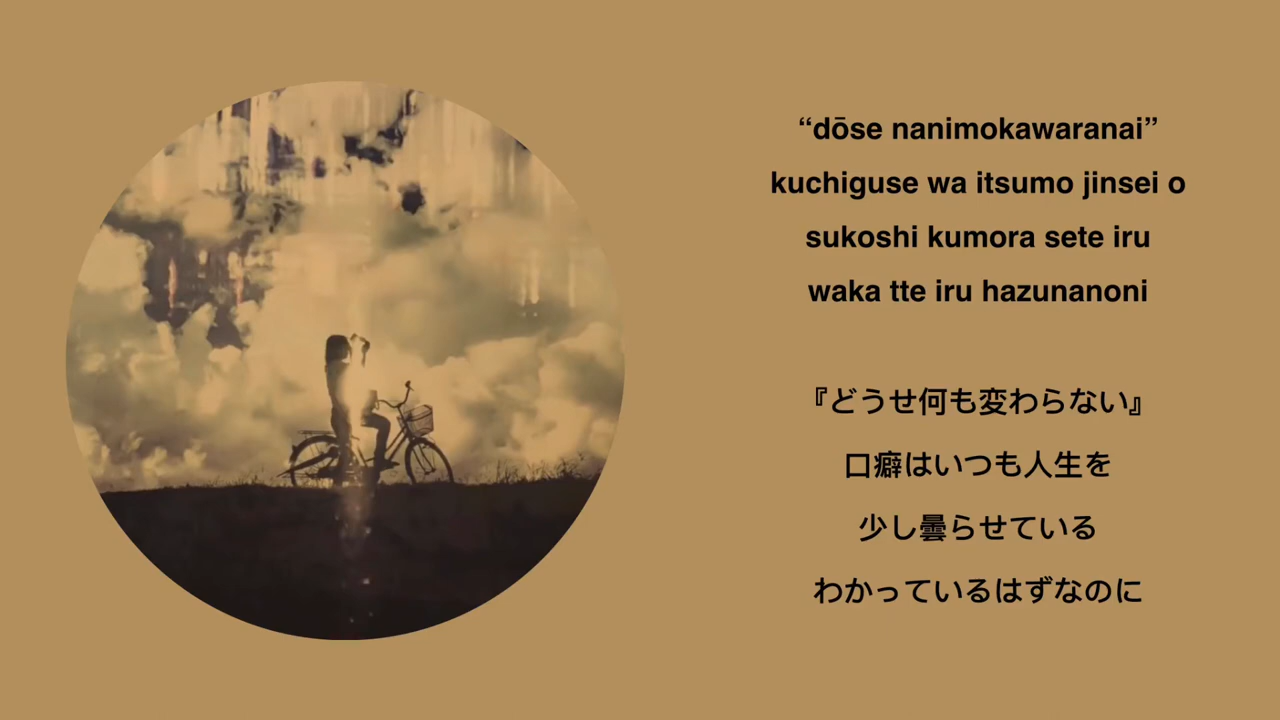 “dōse nanimokawaranai”
kuchiguse wa itsumo jinsei o
sukoshi kumora sete iru
waka tte iru hazunanoni
『どうせ何も変わらない』
口癖はいつも人生を
少し曇らせている
わかっているはずなのに